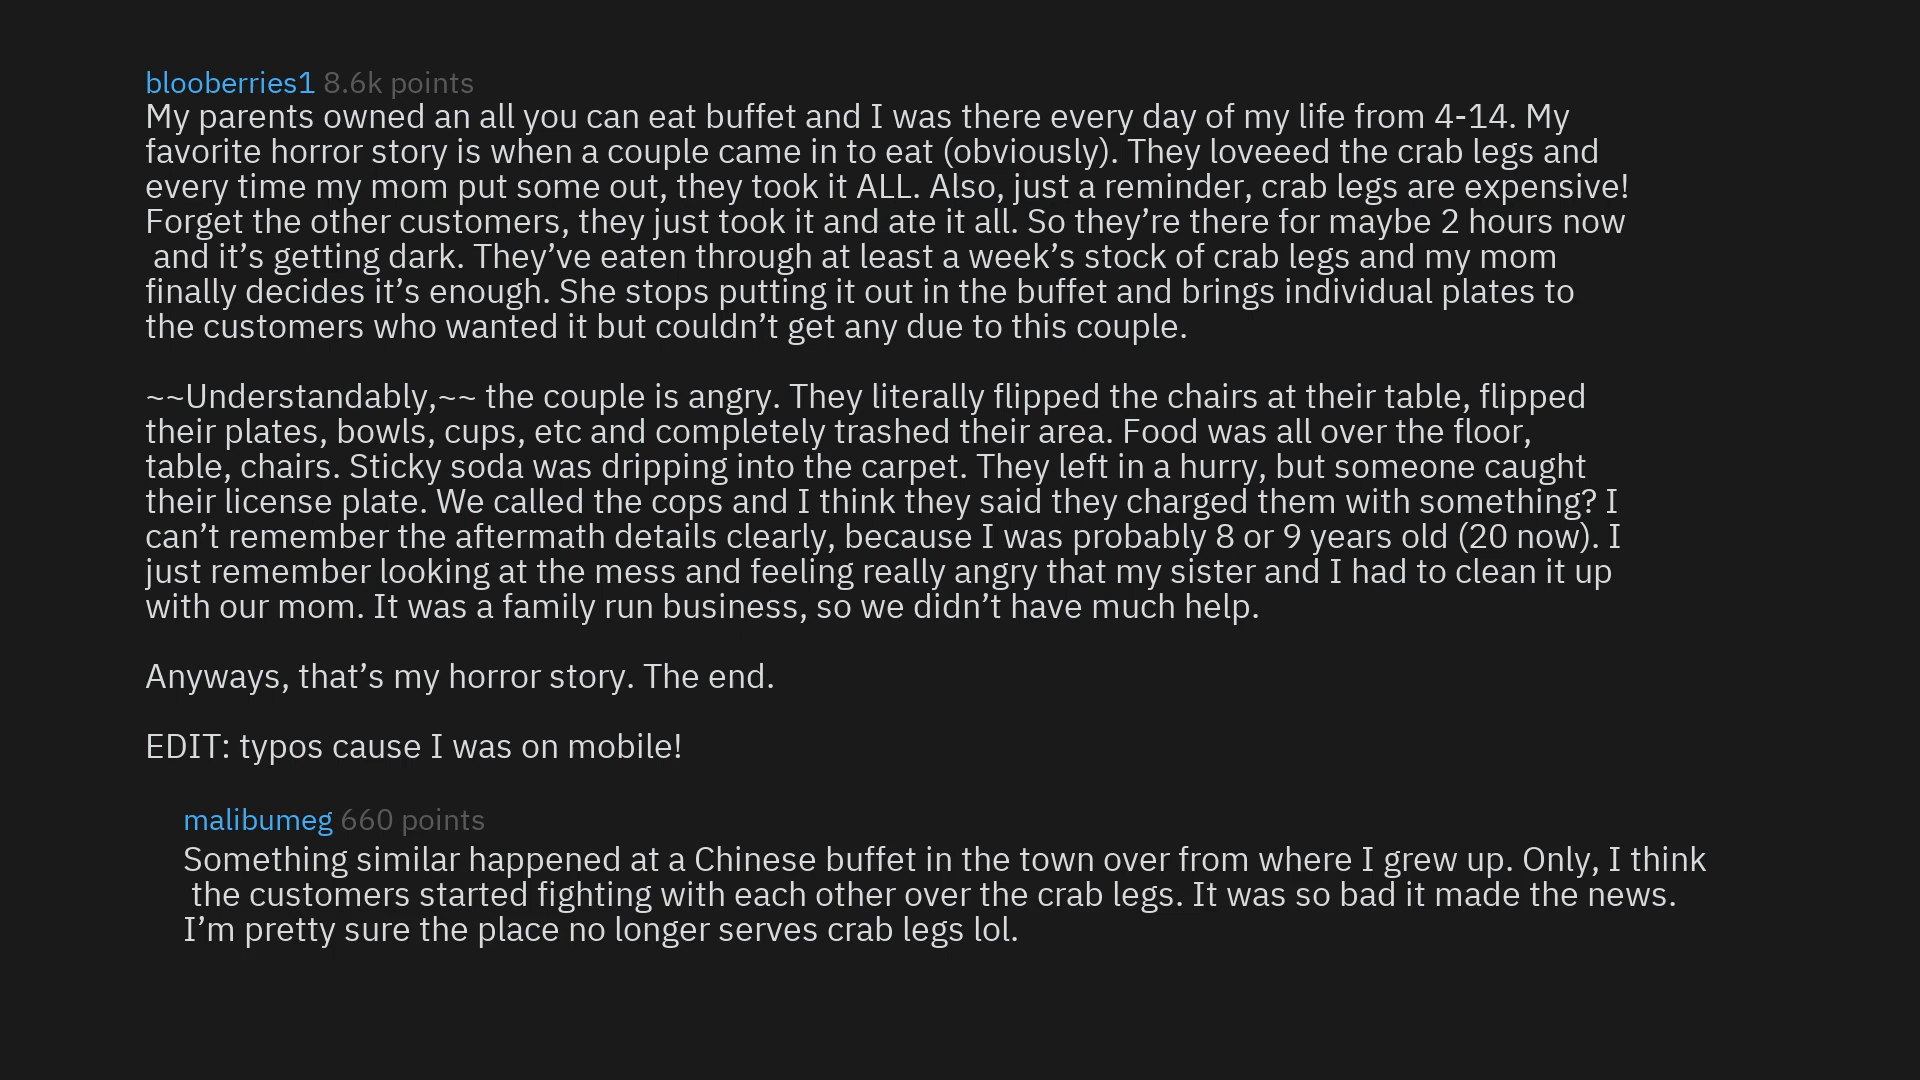 blooberries1 8.6k points
My parents owned an all you can eat buffet and I was there every day of my life from 4-14. My
favorite horror story is when a couple came in to eat (obviously). They loveeed the crab legs and
every time my mom put some out, they took it ALL. Also, just a reminder, crab legs are expensive!
Forget the other customers, they just took it and ate it all. So they’re there for maybe 2 hours now
and it’s getting dark. They’ve eaten through at least a week’s stock of crab legs and my mom
finally decides it’s enough. She stops putting it out in the buffet and brings individual plates to
the customers who wanted it but couldn’t get any due to this couple.
~~Understandably,~~ the couple is angry. They literally flipped the chairs at their table, flipped
their plates, bowls, cups, etc and completely trashed their area. Food was all over the floor,
table, chairs. Sticky soda was dripping into the carpet. They left in a hurry, but someone caught
their license plate. We called the cops and I think they said they charged them with something? I
can’t remember the aftermath details clearly, because I was probably 8 or 9 years old (20 now). I
just remember looking at the mess and feeling really angry that my sister and I had to clean it up
with our mom. It was a family run business, so we didn’t have much help.
Anyways, that’s my horror story. The end.
EDIT: typos cause I was on mobile!
malibumeg 660 points
Something similar happened at a Chinese buffet in the town over from where I grew up. Only, I think
the customers started fighting with each other over the crab legs. It was so bad it made the news.
I’m pretty sure the place no longer serves crab legs lol.